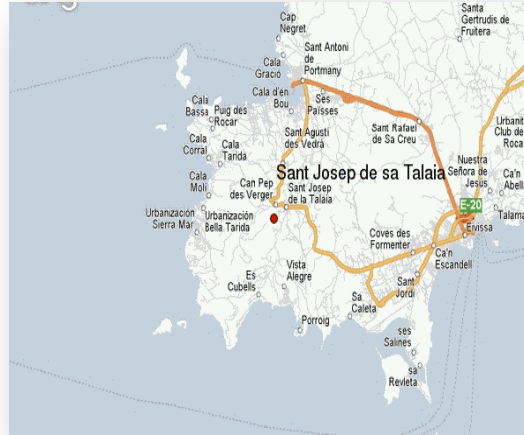 Cap
Negret
Santa
Gertrudis de
Fruitera
Sant Antoni
de
Portmany
Cala
Gració
Cala d'en
Bou
Ses
Païsses
Cala
Bassa
Puig des
Rocar
Sant Agustí
des Vedrà
Sant Rafael
de Sa Creu
Urbanit
Club de
Roca
Cala
Corral
Cala
Tarida
Nuestra
Señora de
Jesus
Sant Josep de sa Talaia
Ca'n
Abell
Cala
Molí
Can Pep
des Verger
Sant Josep
de la Talaia
Talama
E-20
Urbanización
Sierra Mar
Urbanización
Bella Tarida
Eivissa
Coves des
Formenter
Ca'n
Escandell
Vista
Alegre
Es
Cubells
Sant
Jordi
Sa
Caleta
Porroig
ses
Salines
sa
Revleta